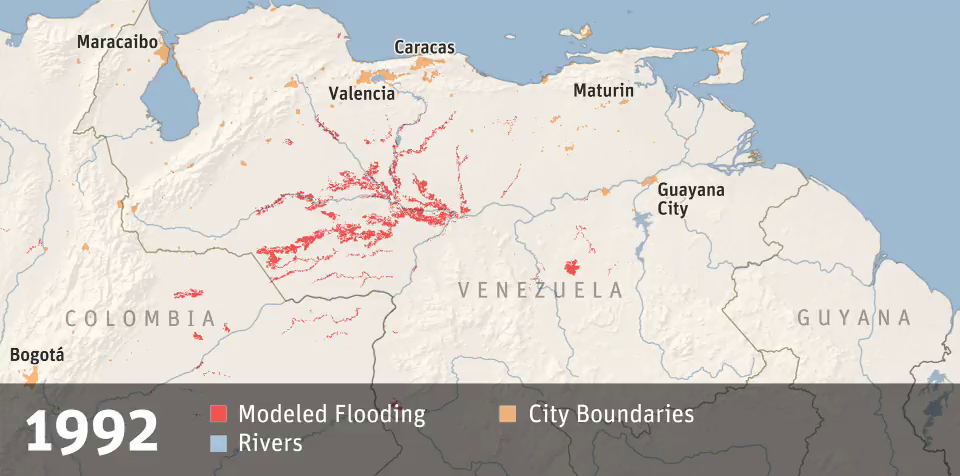 Maracaibo
Caracas
Valencia
Maturin
Guayana
City
VENEZUELA
COLOMBIA
GUYANA
Bogotá
1992
Modeled Flooding
City Boundaries
Rivers